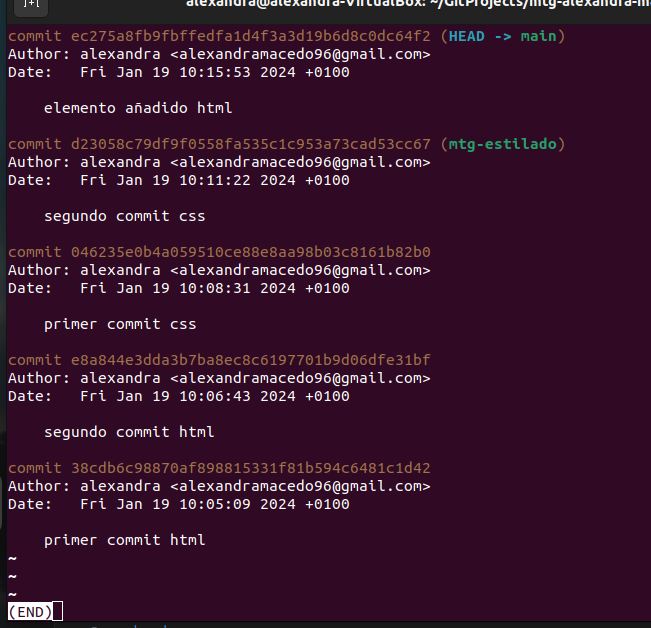 alexandra@alexandra-VirtualBox: ~/GitProjects/mtg-alexandra-ma
commit ec275a8fb9fbffedfa1d4f3a3d19b6d8c0dc64f2 (HEAD -> main)
Author: alexandra <alexandramacedo96@gmail.com>
Date:   Fri Jan 19 10:15:53 2024 +0100
elemento añadido html
commit d23058c79df9f0558fa535c1c953a73cad53cc67 (mtg-estilado)
Author: alexandra <alexandramacedo96@gmail.com>
Date:   Fri Jan 19 10:11:22 2024 +0100
segundo commit css
commit 046235e0b4a059510ce88e8aa98b03c8161b82b0
Author: alexandra <alexandramacedo96@gmail.com>
Date:   Fri Jan 19 10:08:31 2024 +0100
primer commit css
commit e8a844e3dda3b7ba8ec8c6197701b9d06dfe31bf
Author: alexandra <alexandramacedo96@gmail.com>
Date:   Fri Jan 19 10:06:43 2024 +0100
segundo commit html
commit 38cdb6c98870af898815331f81b594c6481c1d42
Author: alexandra <alexandramacedo96@gmail.com>
Date:   Fri Jan 19 10:05:09 2024 +0100
primer commit html
~
~
~
(END)